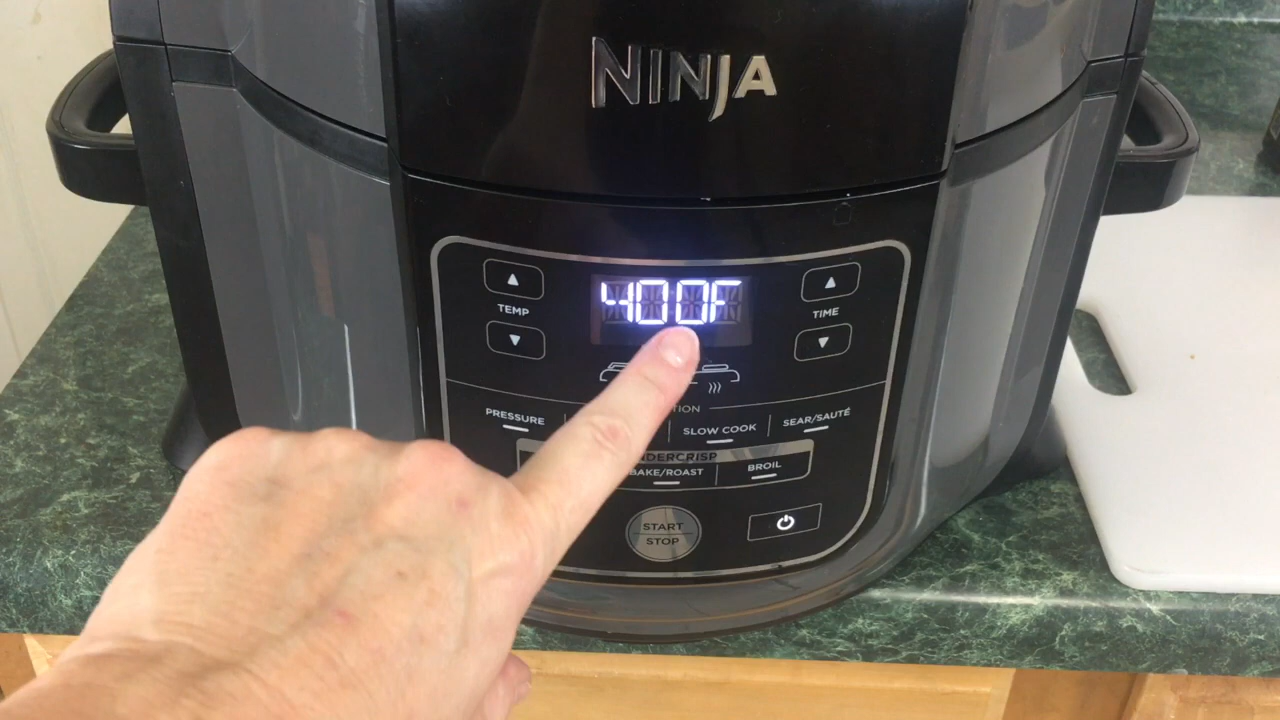 NINJA
400F
TEMP
TIME
PRESSURE
SLOW COOK
SEAR/SAUTÉ
BAKE/ROAST
BROIL
START
STOP